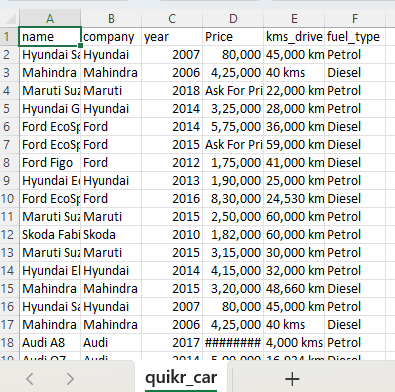 A B C D E F
1 name company year Price kms_drive fuel_type
2 Hyundai Sa Hyundai 2007 80,000 45,000 km Petrol
3 Mahindra Mahindra 2006 4,25,000 40 kms Diesel
4 Maruti Suz Maruti 2018 Ask For Pri 22,000 km Petrol
5 Hyundai G Hyundai 2014 3,25,000 28,000 km Petrol
6 Ford EcoSp Ford 2014 5,75,000 36,000 km Diesel
7 Ford EcoSp Ford 2015 Ask For Pri 59,000 km Diesel
8 Ford Figo Ford 2012 1,75,000 41,000 km Diesel
9 Hyundai E Hyundai 2013 1,90,000 25,000 km Petrol
10 Ford EcoSp Ford 2016 8,30,000 24,530 km Diesel
11 Maruti Suz Maruti 2015 2,50,000 60,000 km Petrol
12 Skoda Fabi Skoda 2010 1,82,000 60,000 km Petrol
13 Maruti Suz Maruti 2015 3,15,000 30,000 km Petrol
14 Hyundai El Hyundai 2014 4,15,000 32,000 km Petrol
15 Mahindra Mahindra 2015 3,20,000 48,660 km Diesel
16 Hyundai Sa Hyundai 2007 80,000 45,000 km Petrol
17 Mahindra Mahindra 2006 4,25,000 40 kms Diesel
18 Audi A8 Audi 2017 ######## 4,000 kms Petrol
19 Audi Q7 Audi 2014 5,00,000 16,934 km Diesel
quikr_car